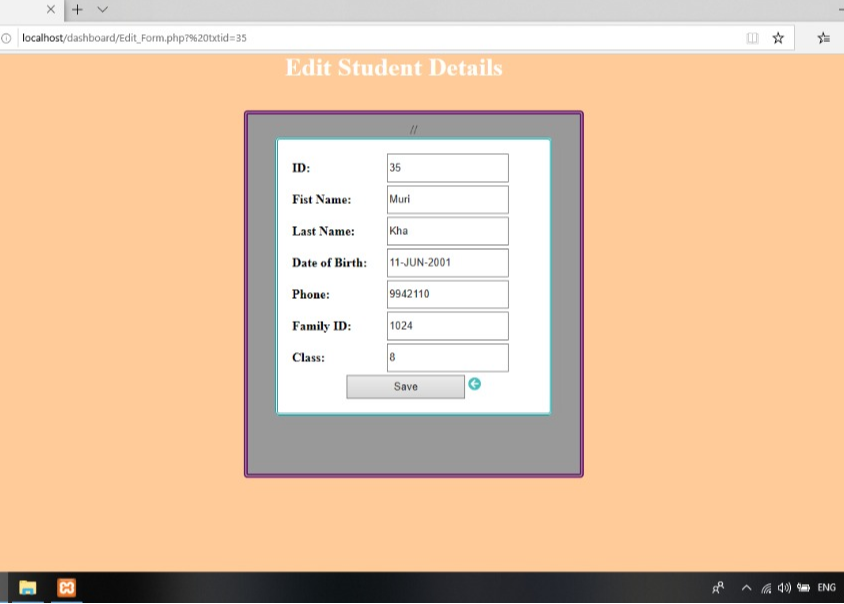 localhost/dashboard/Edit_Form.php?%20txtid=35
Edit Student Details
//
ID: 35
Fist Name: Muri
Last Name: Kha
Date of Birth: 11-JUN-2001
Phone: 9942110
Family ID: 1024
Class: 8
Save
ENG